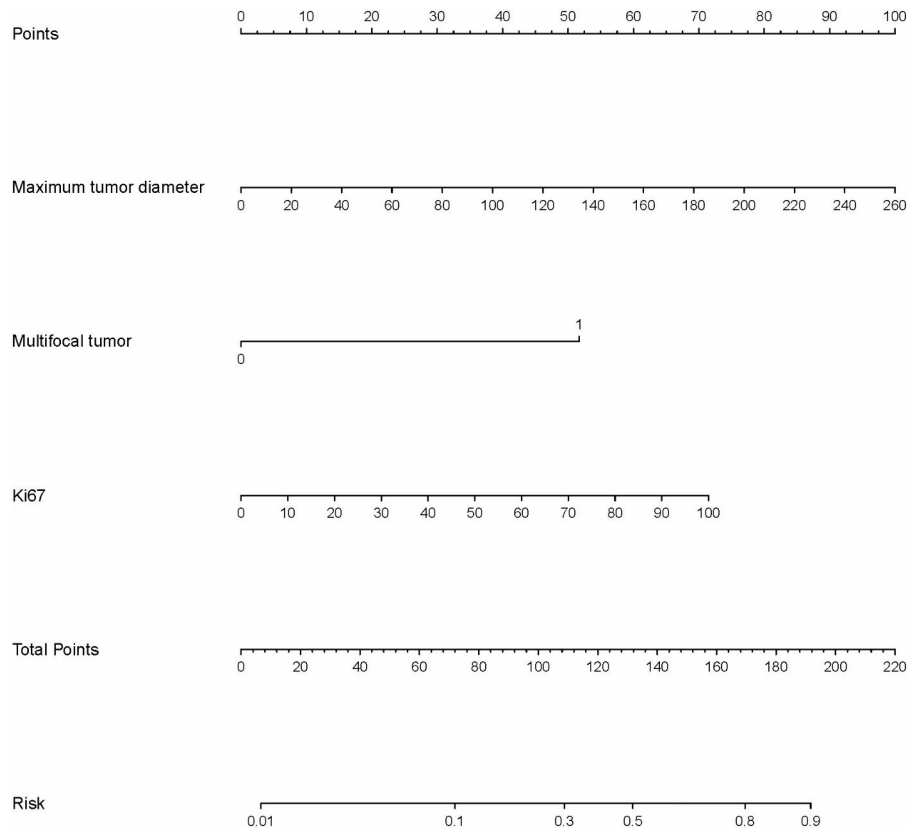 0 10 20 30 40 50 60 70 80 90 100
Points
Maximum tumor diameter
0 20 40 60 80 100 120 140 160 180 200 220 240 260
1
Multifocal tumor
0
Ki67
0 10 20 30 40 50 60 70 80 90 100
Total Points
0 20 40 60 80 100 120 140 160 180 200 220
Risk
0.01 0.1 0.3 0.5 0.8 0.9